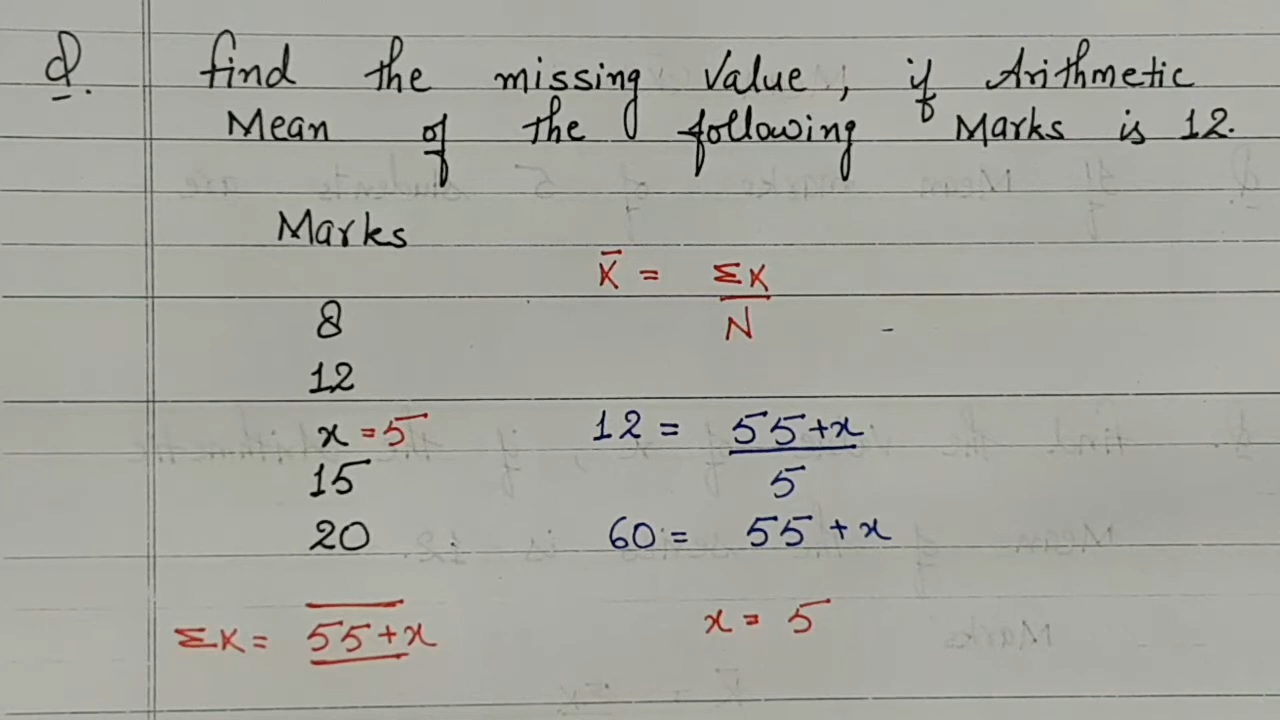 Q. find the missing Value, if Arithmetic
Mean of the following Marks is 12.
Marks
X̄ = ΣX / N
8
12
x = 5
12 = 55+x / 5
15
20
60 = 55 + x
ΣX = 55+x
x = 5